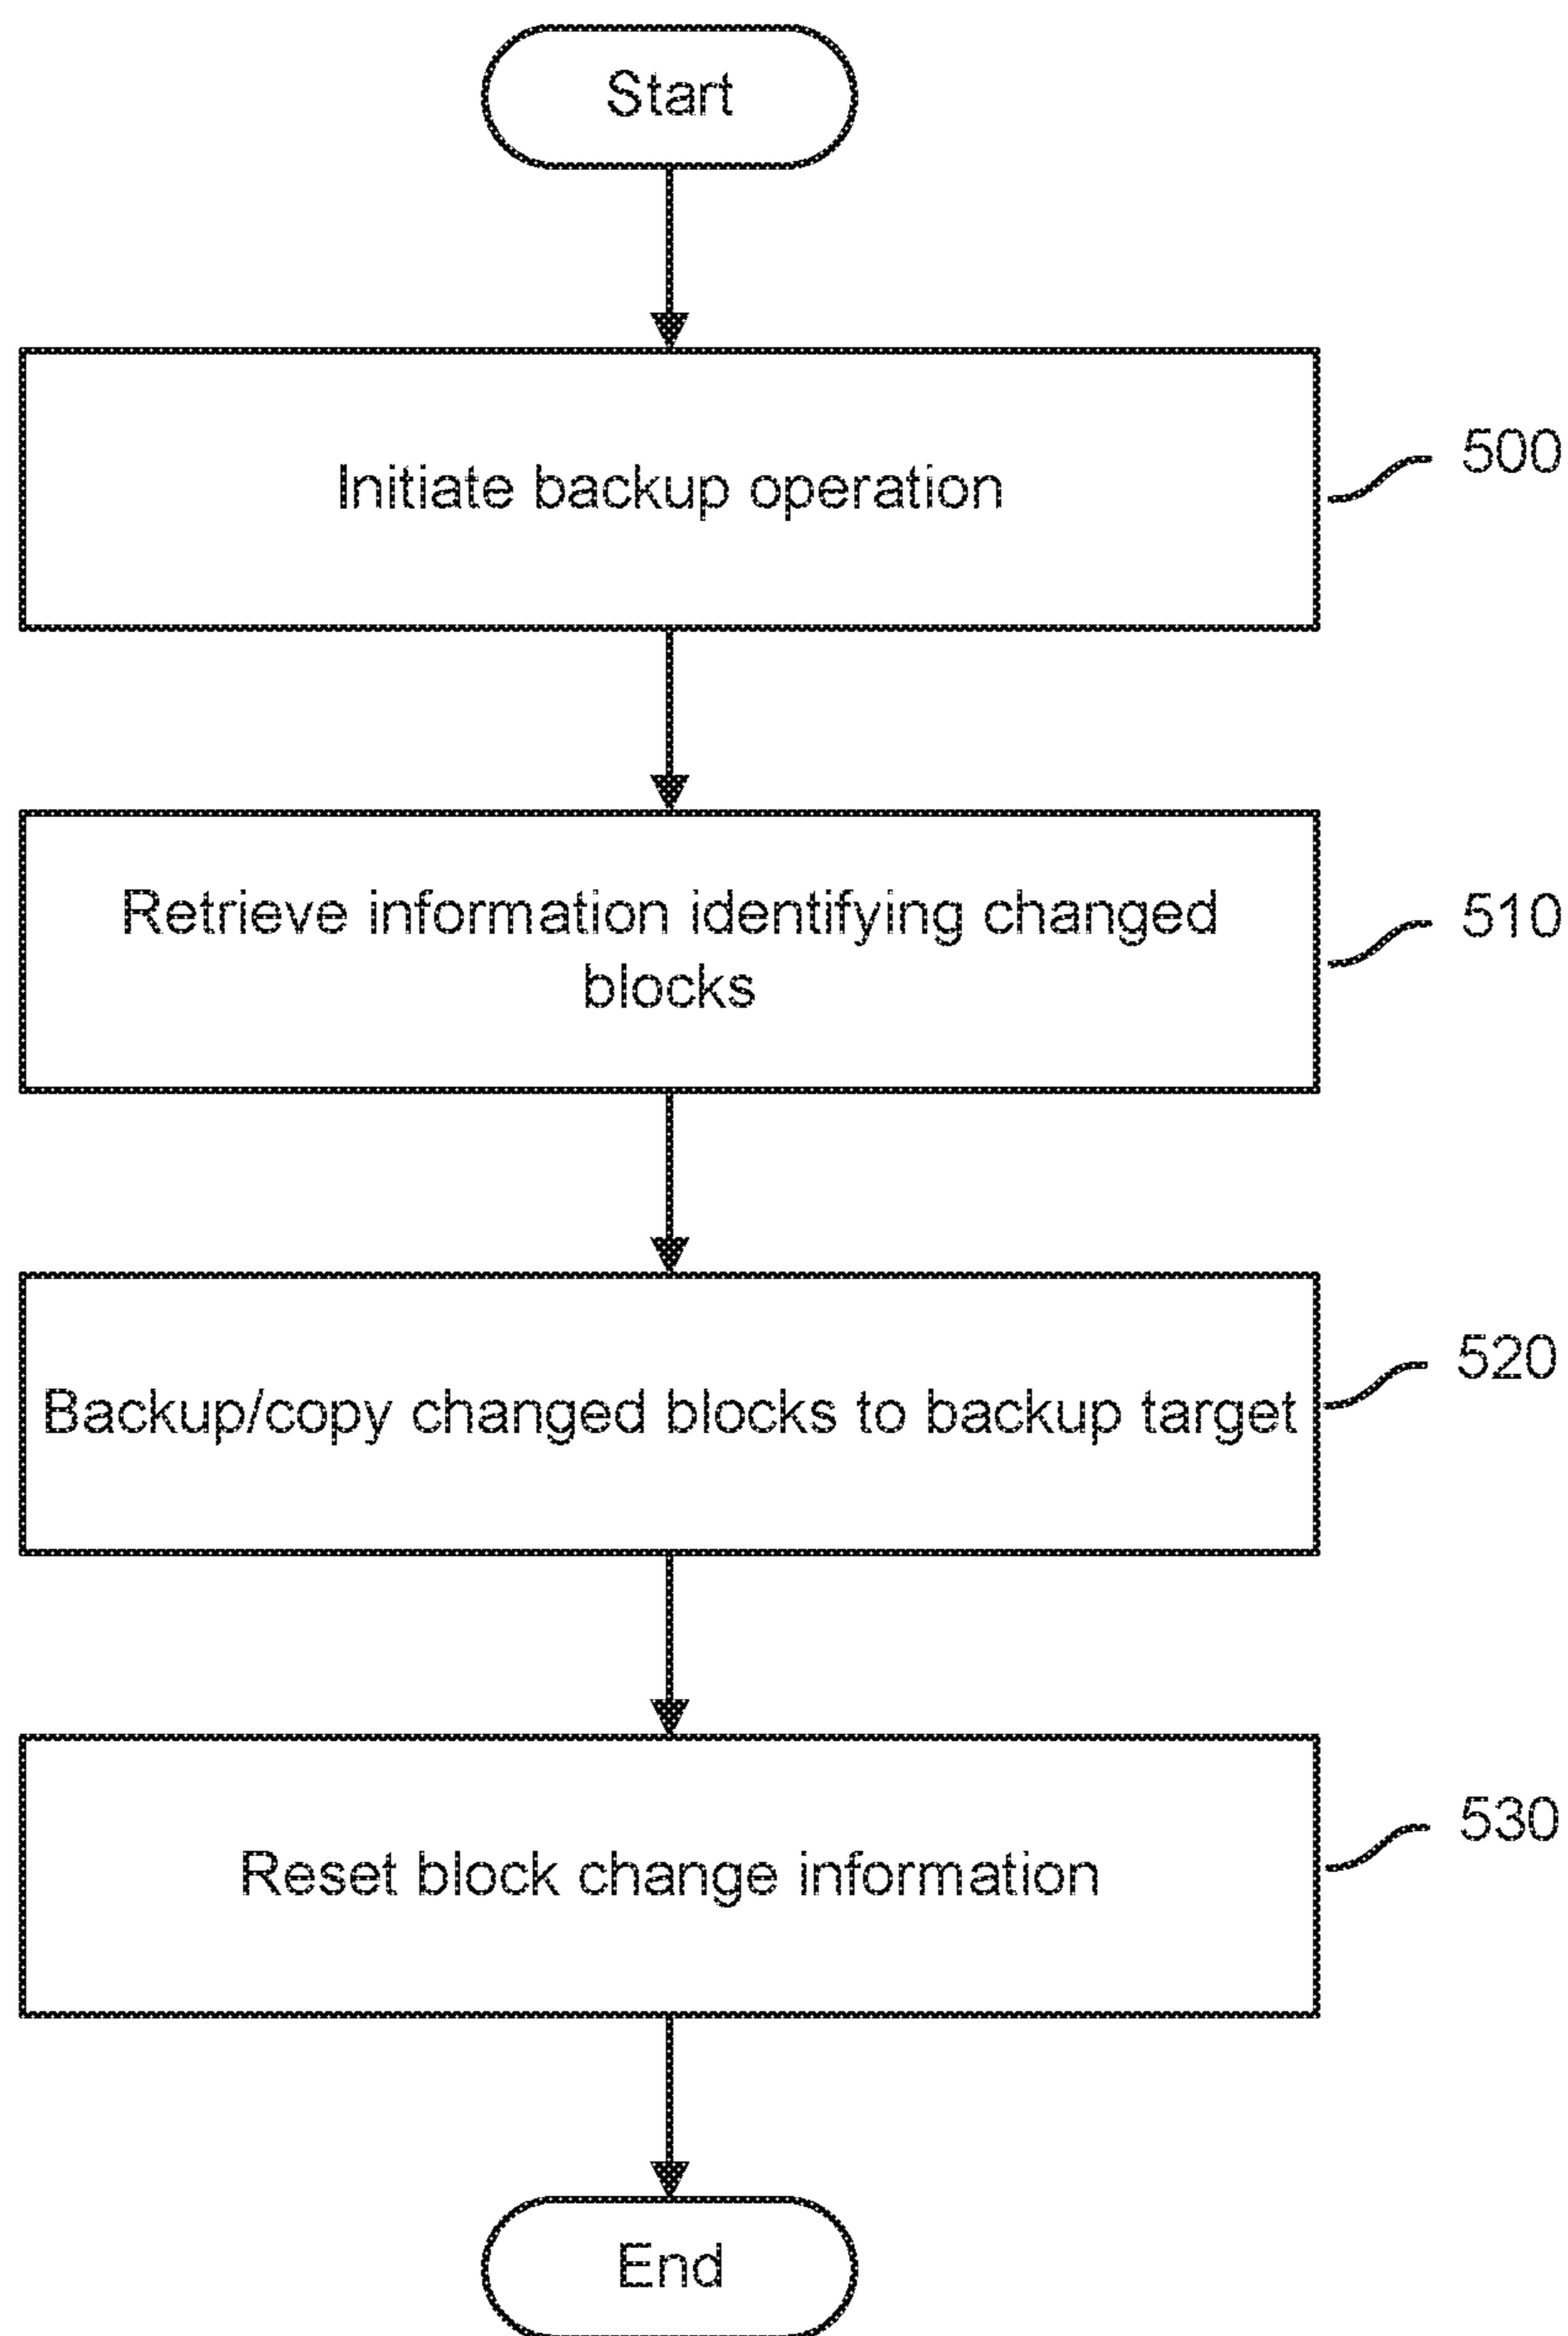 Start
Initiate backup operation
500
Retrieve information identifying changed
blocks
510
Backup/copy changed blocks to backup target
520
Reset block change information
530
End